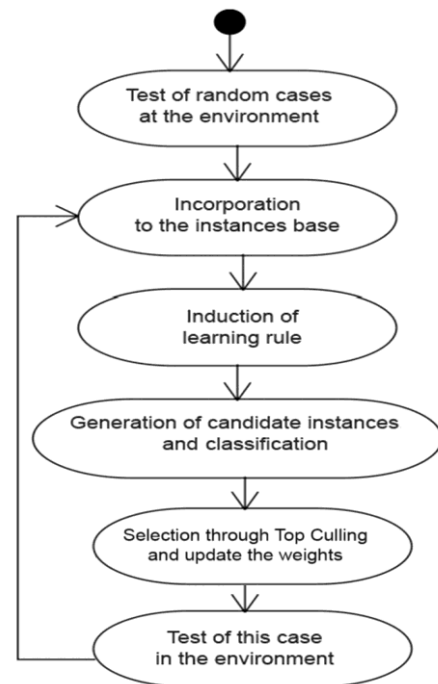 Test of random cases
at the environment
Incorporation
to the instances base
Induction of
learning rule
Generation of candidate instances
and classification
Selection through Top Culling
and update the weights
Test of this case
in the environment